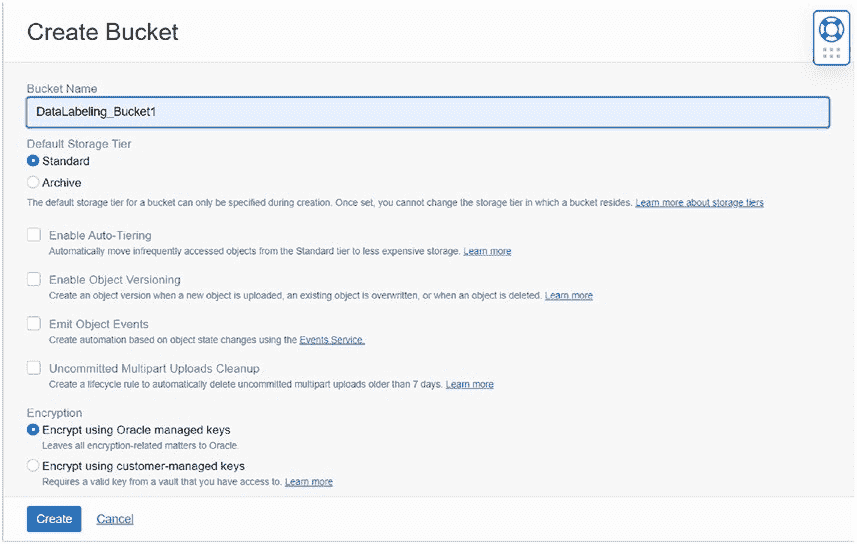 Create Bucket
Bucket Name
DataLabeling_Bucket1
Default Storage Tier
Standard
Archive
The default storage tier for a bucket can only be specified during creation. Once set, you cannot change the storage tier in which a bucket resides. Learn more about storage tiers
Enable Auto-Tiering
Automatically move infrequently accessed objects from the Standard tier to less expensive storage. Learn more
Enable Object Versioning
Create an object version when a new object is uploaded, an existing object is overwritten, or when an object is deleted. Learn more
Emit Object Events
Create automation based on object state changes using the Events Service.
Uncommitted Multipart Uploads Cleanup
Create a lifecycle rule to automatically delete uncommitted multipart uploads older than 7 days. Learn more
Encryption
Encrypt using Oracle managed keys
Leaves all encryption-related matters to Oracle.
Encrypt using customer-managed keys
Requires a valid key from a vault that you have access to. Learn more
Create Cancel